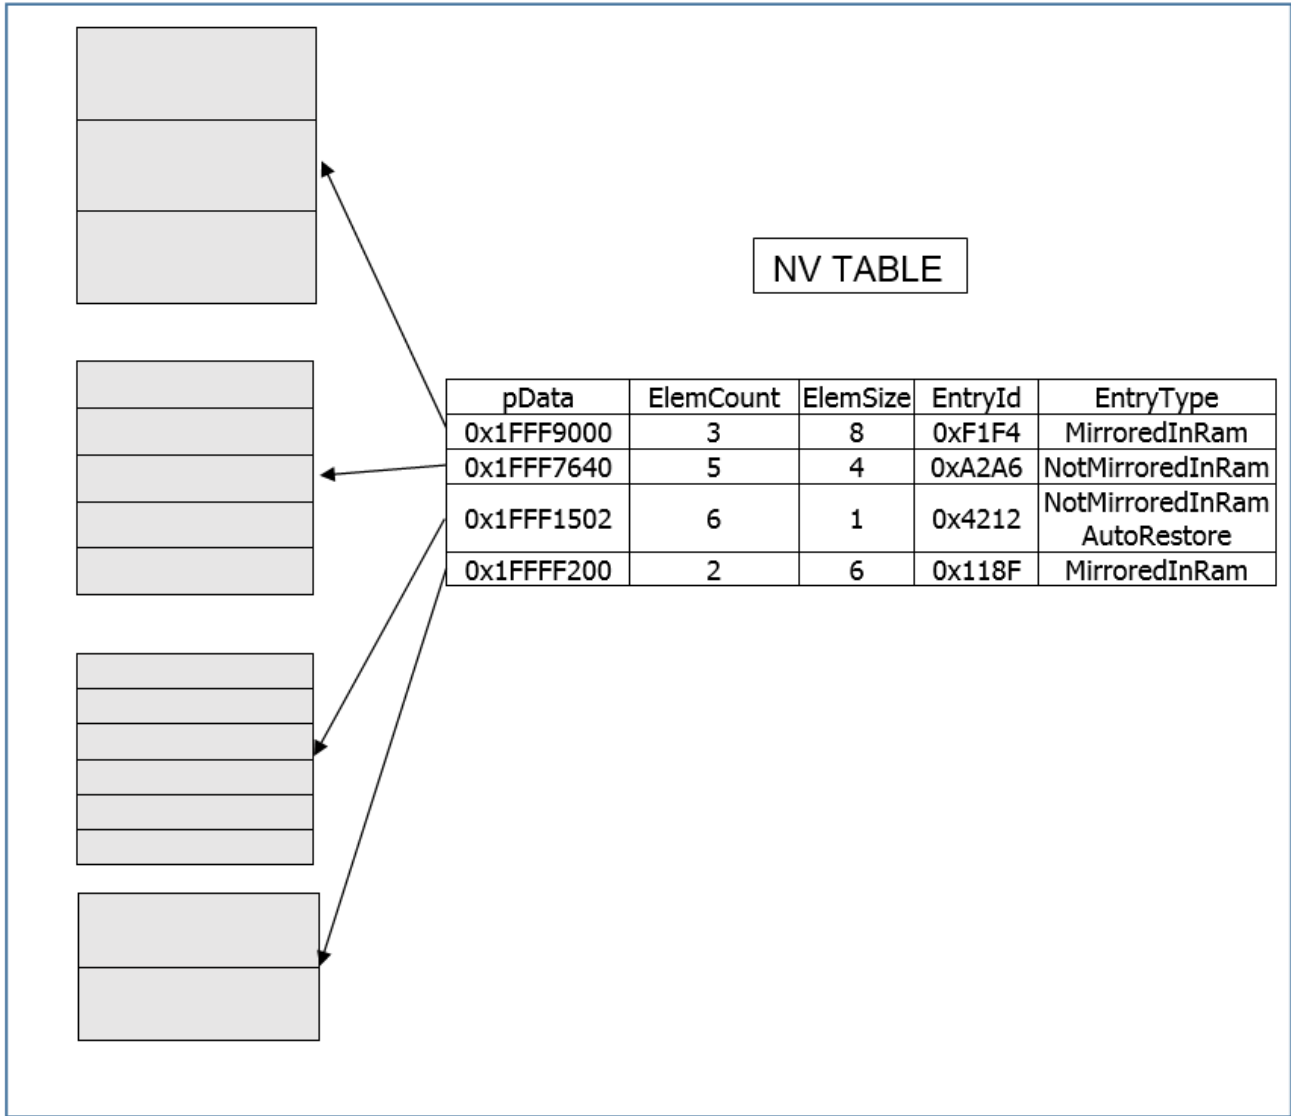 NV TABLE
pData ElemCount ElemSize EntryId EntryType
0x1FFF9000 3 8 0xF1F4 MirroredInRam
0x1FFF7640 5 4 0xA2A6 NotMirroredInRam
0x1FFF1502 6 1 0x4212 NotMirroredInRam
AutoRestore
0x1FFFF200 2 6 0x118F MirroredInRam